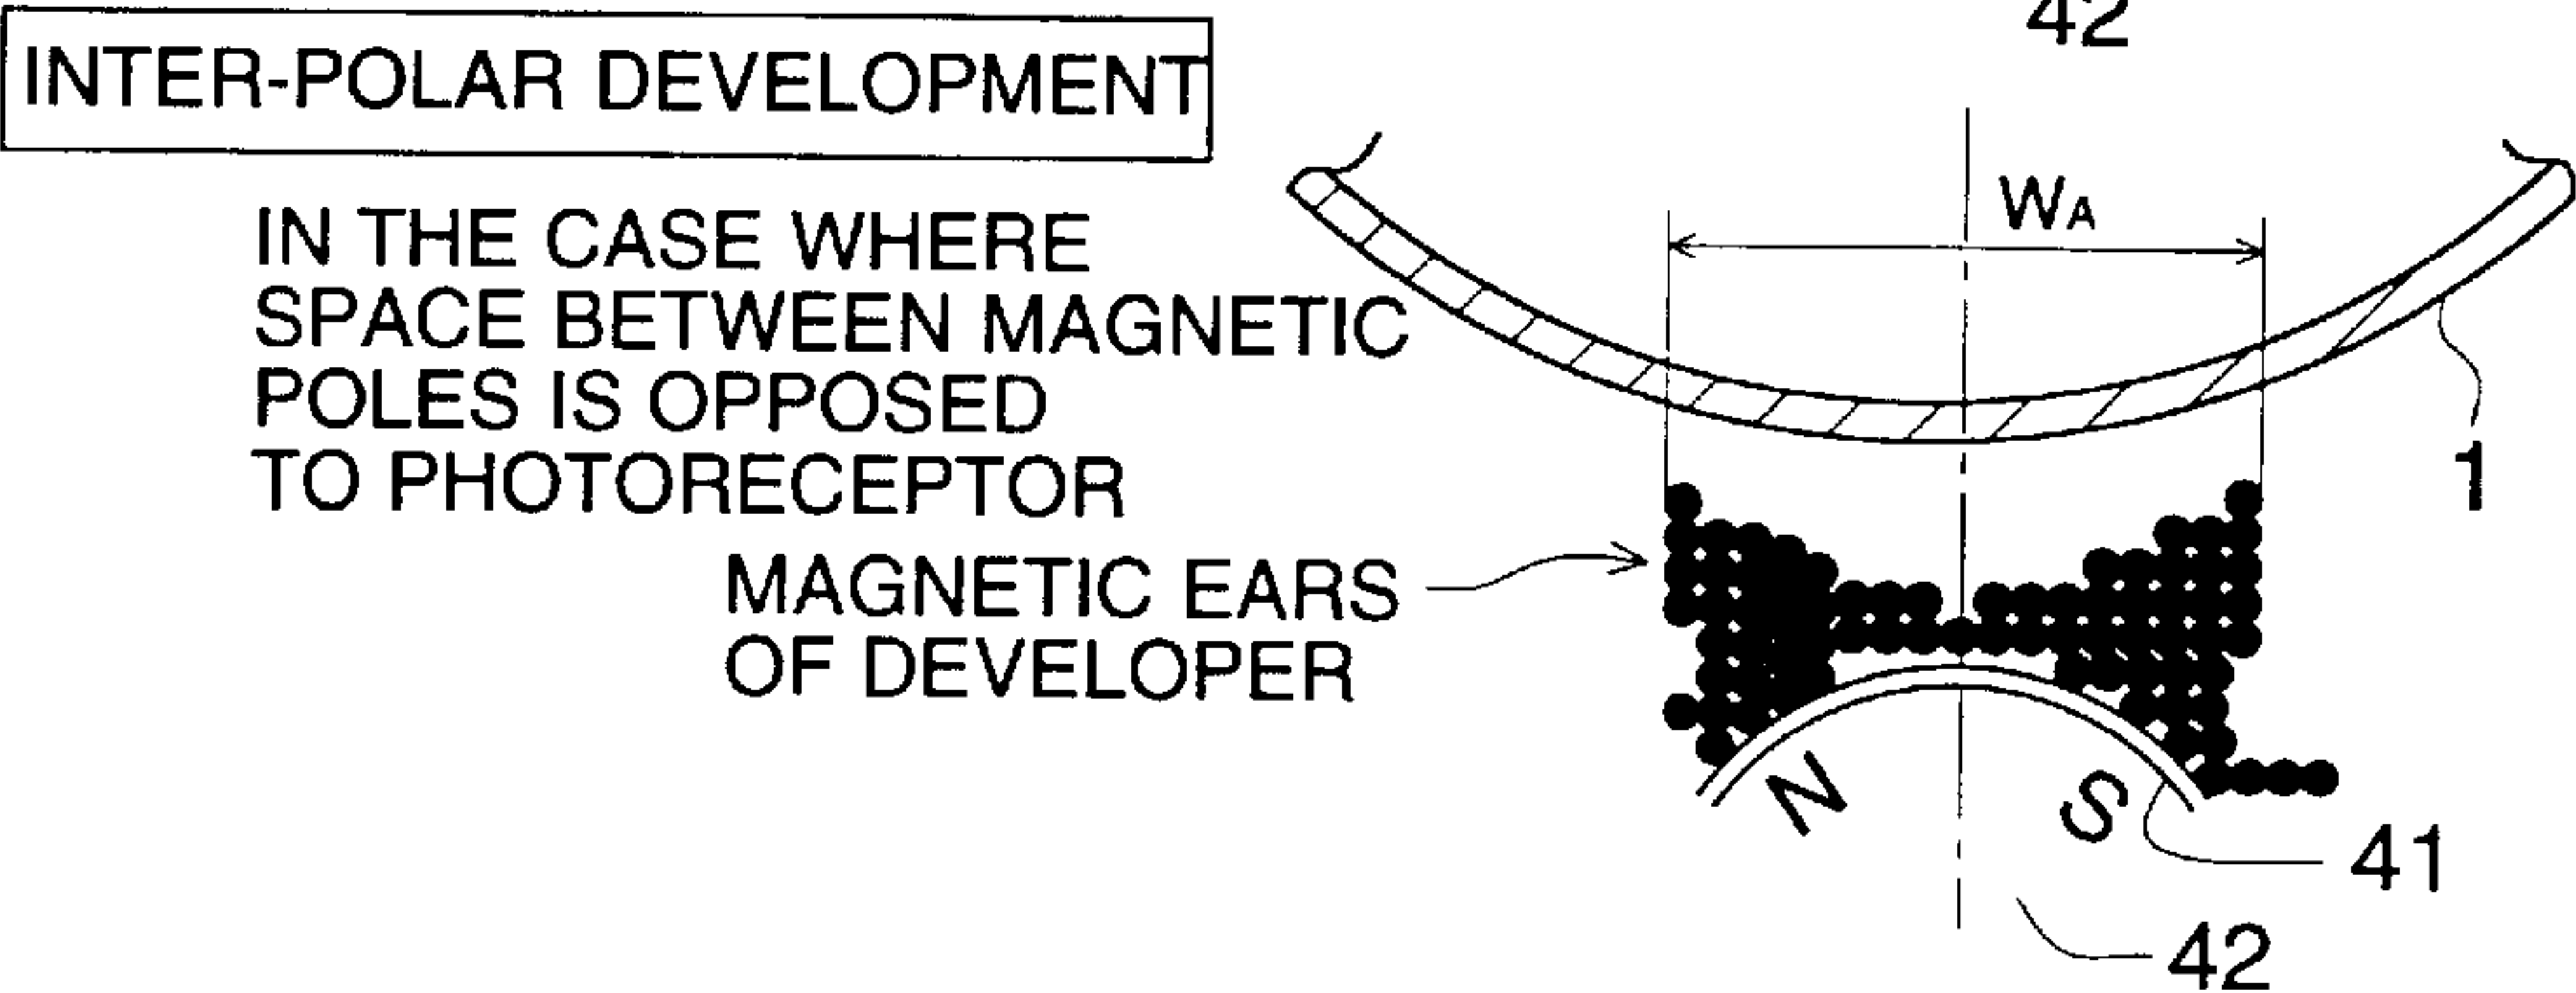 42
INTER-POLAR DEVELOPMENT
IN THE CASE WHERE
SPACE BETWEEN MAGNETIC
POLES IS OPPOSED
TO PHOTORECEPTOR
MAGNETIC EARS
OF DEVELOPER
WA
1
N
S
41
42